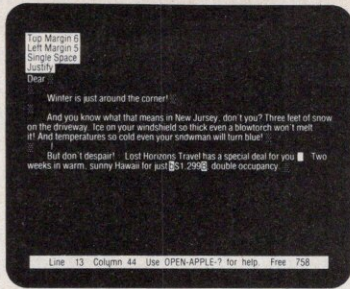 Top Margin 6
Left Margin 5
Single Space
Justify
Dear
Winter is just around the corner!
And you know what that means in New Jursey, don't you? Three feet of snow
on the driveway. Ice on your windshield so thick even a blowtorch won't melt
it! And temperatures so cold even your snowman will turn blue!
But don't despair! Lost Horizons Travel has a special deal for you Two
weeks in warm, sunny Hawaii for just $1,299 double occupancy
Line 13 Column 44 Use OPEN-APPLE-? for help. Free 758